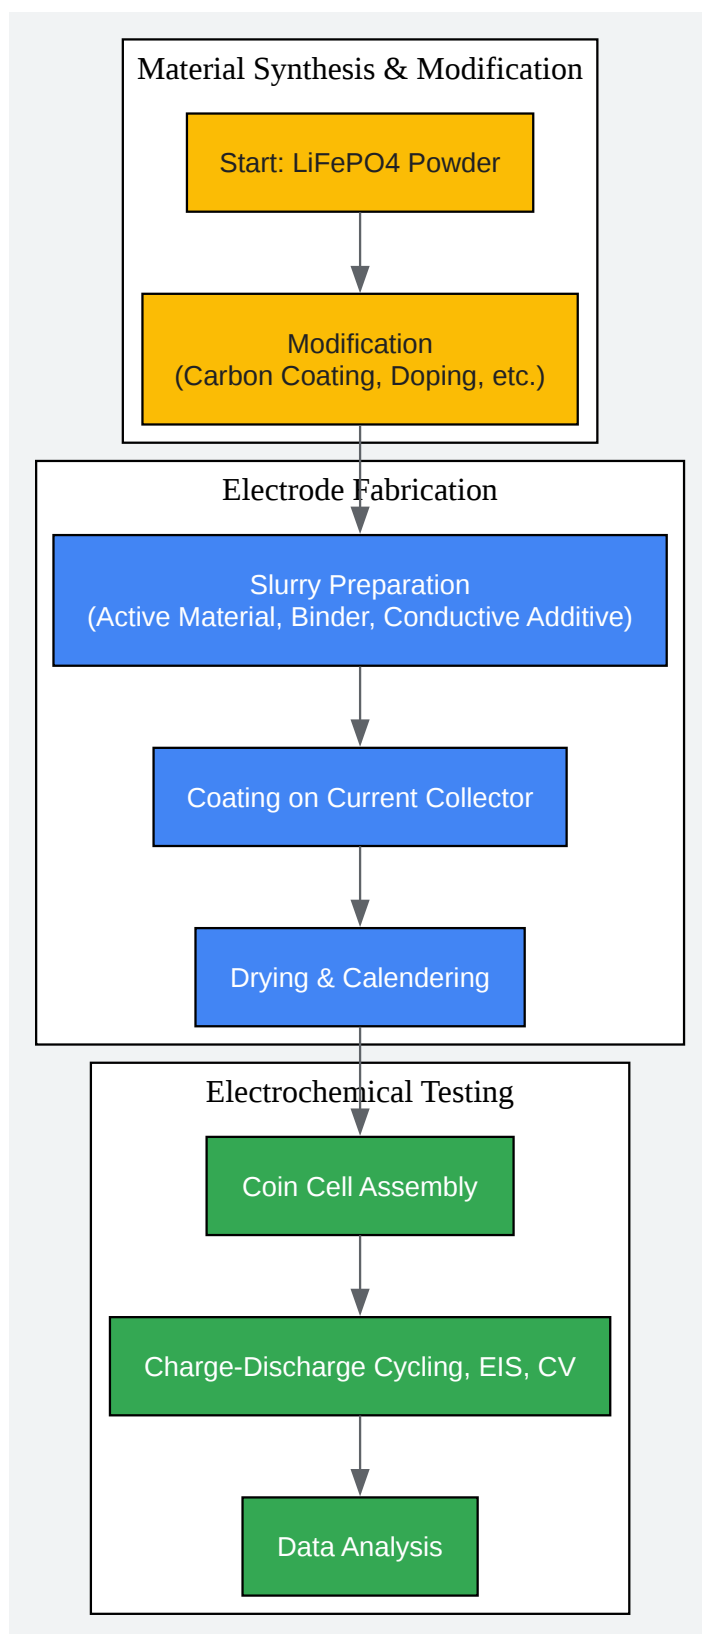 Material Synthesis & Modification
Start: LiFePO4 Powder
Modification
(Carbon Coating, Doping, etc.)
Electrode Fabrication
Slurry Preparation
(Active Material, Binder, Conductive Additive)
Coating on Current Collector
Drying & Calendering
Electrochemical Testing
Coin Cell Assembly
Charge-Discharge Cycling, EIS, CV
Data Analysis